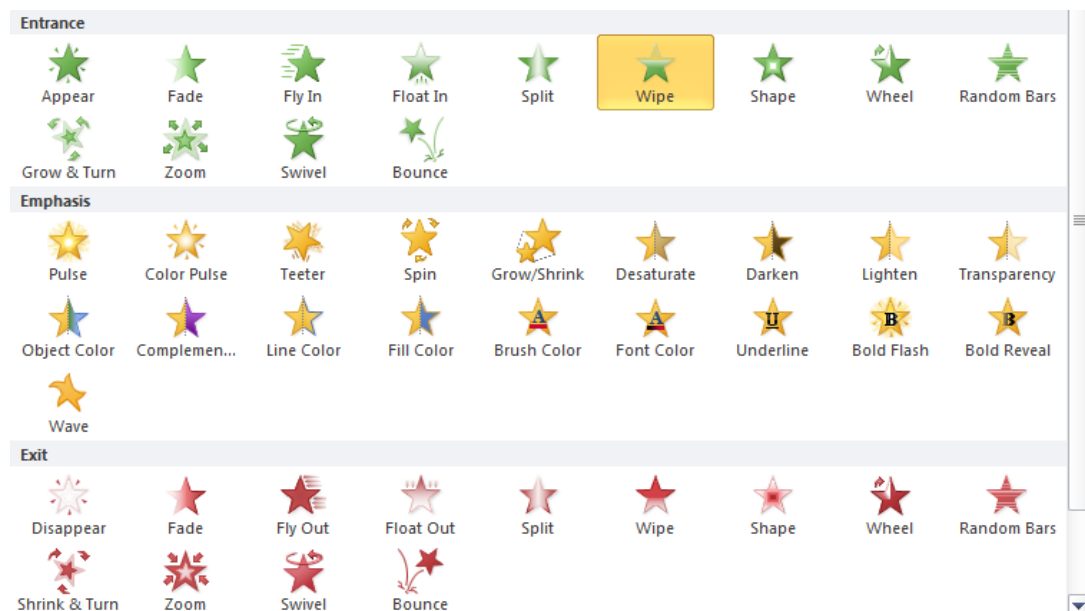 Entrance
Appear Fade Fly In Float In Split Wipe Shape Wheel Random Bars
Grow & Turn Zoom Swivel Bounce
Emphasis
Pulse Color Pulse Teeter Spin Grow/Shrink Desaturate Darken Lighten Transparency
A A U B B
Object Color Complemen... Line Color Fill Color Brush Color Font Color Underline Bold Flash Bold Reveal
Wave
Exit
Disappear Fade Fly Out Float Out Split Wipe Shape Wheel Random Bars
Shrink & Turn Zoom Swivel Bounce